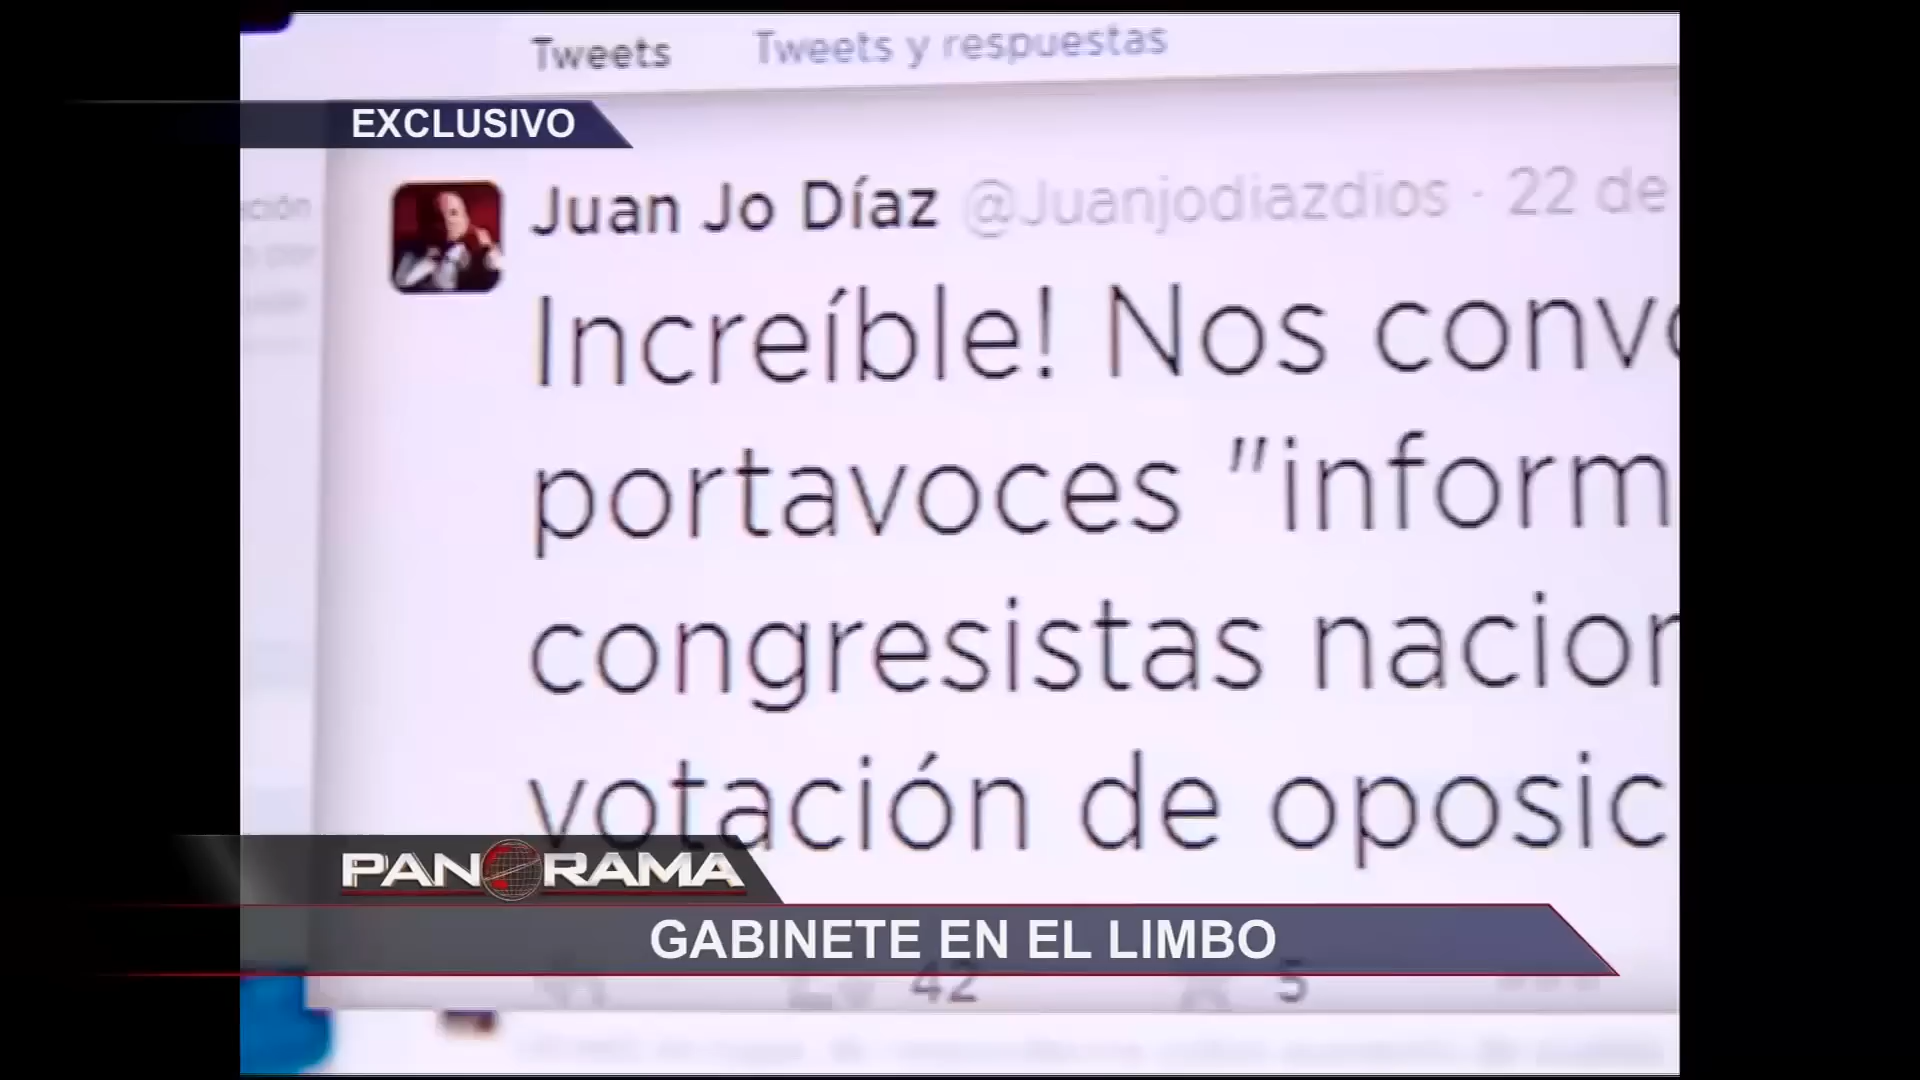 Tweets Tweets y respuestas
EXCLUSIVO
Juan Jo Díaz @Juanjodiazdios · 22 de
Increíble! Nos conv
portavoces "inform
congresistas nacion
votación de oposic
PANORAMA
GABINETE EN EL LIMBO
42 5